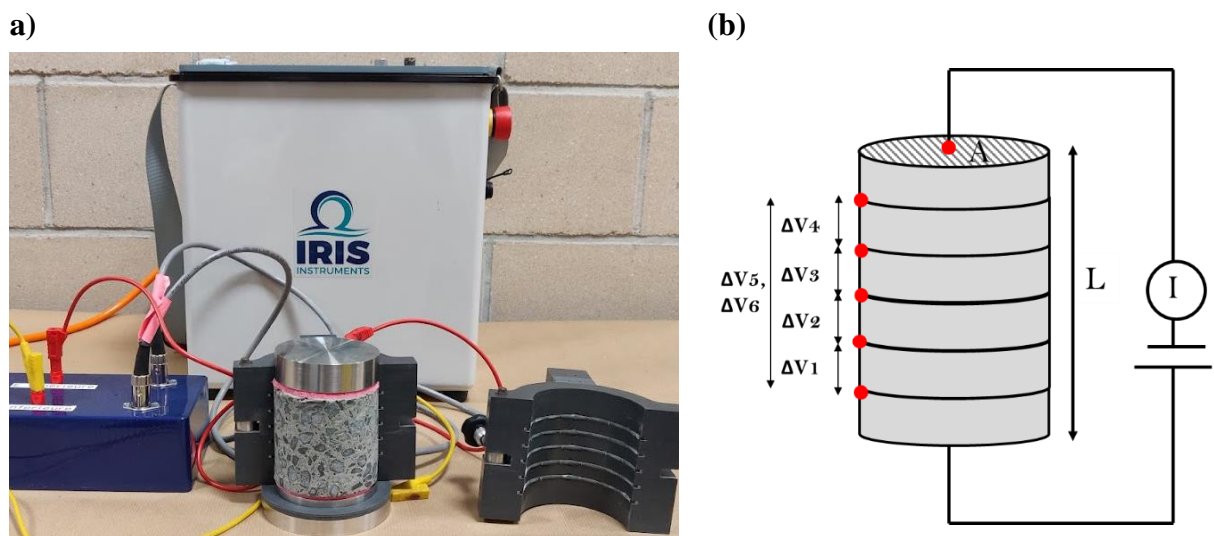 a)
(b)
IRIS
INSTRUMENTS
A
ΔV4
ΔV5,
ΔV6
ΔV3
ΔV2
ΔV1
L
I